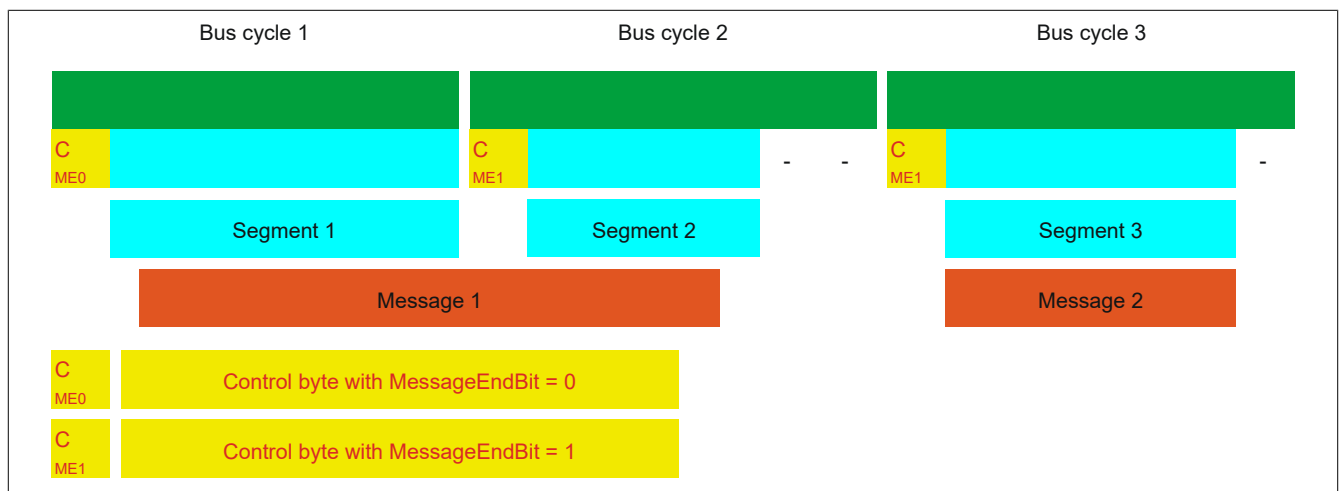 Bus cycle 1 Bus cycle 2 Bus cycle 3
C C - - C -
ME0 ME1 ME1
Segment 1 Segment 2 Segment 3
Message 1 Message 2
C
ME0
Control byte with MessageEndBit = 0
C
ME1
Control byte with MessageEndBit = 1